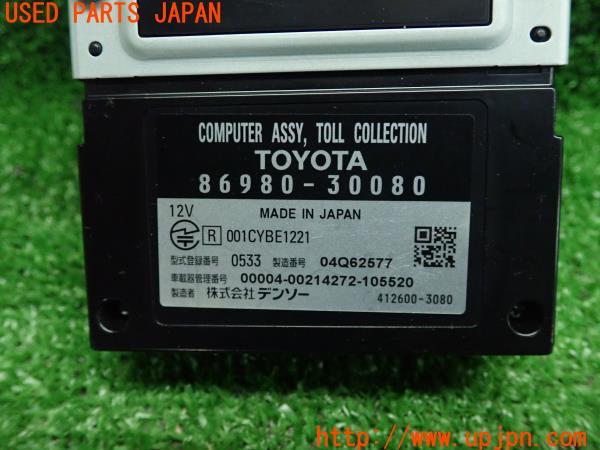 USED PARTS JAPAN
COMPUTER ASSY, TOLL COLLECTION
TOYOTA
86980-30080
12V MADE IN JAPAN
R 001CYBE1221
型式登録番号 0533 製造番号 04Q62577
車載器管理番号 00004-00214272-105520
製造者 株式会社 デンソー 412600-3080
UPJ http://www.upjpn.com